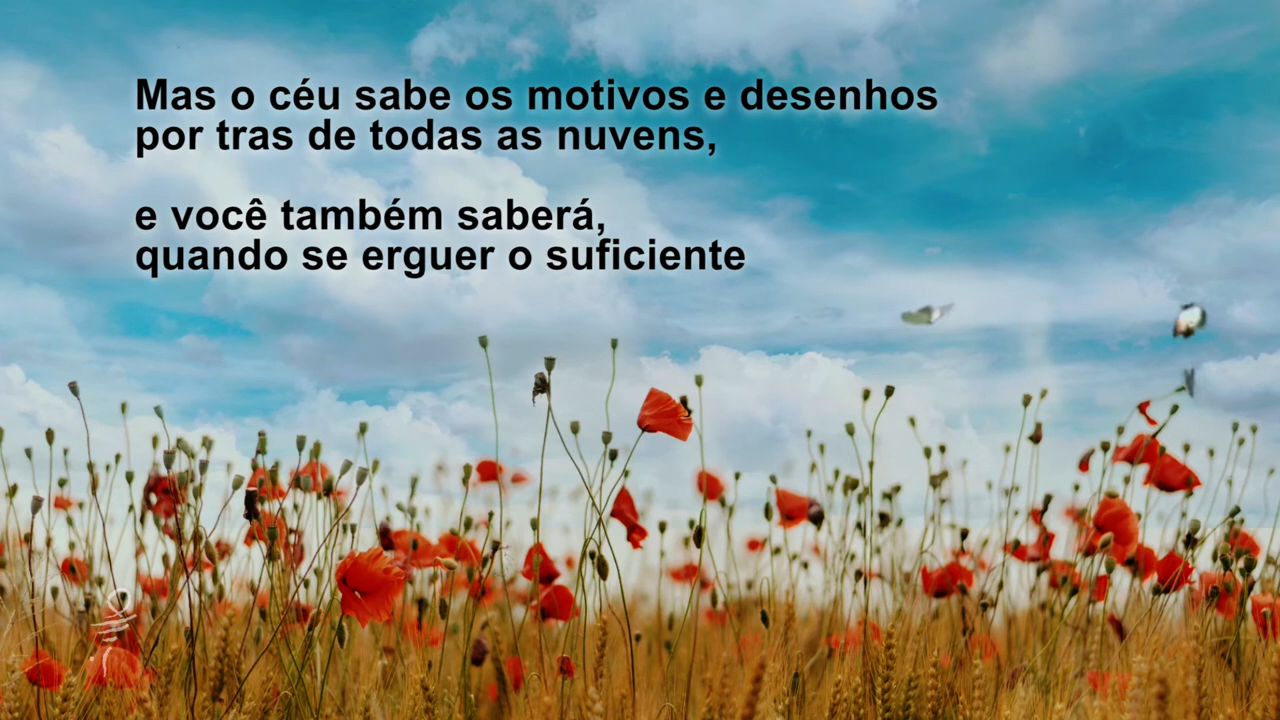 Mas o céu sabe os motivos e desenhos
por tras de todas as nuvens,
e você também saberá,
quando se erguer o suficiente